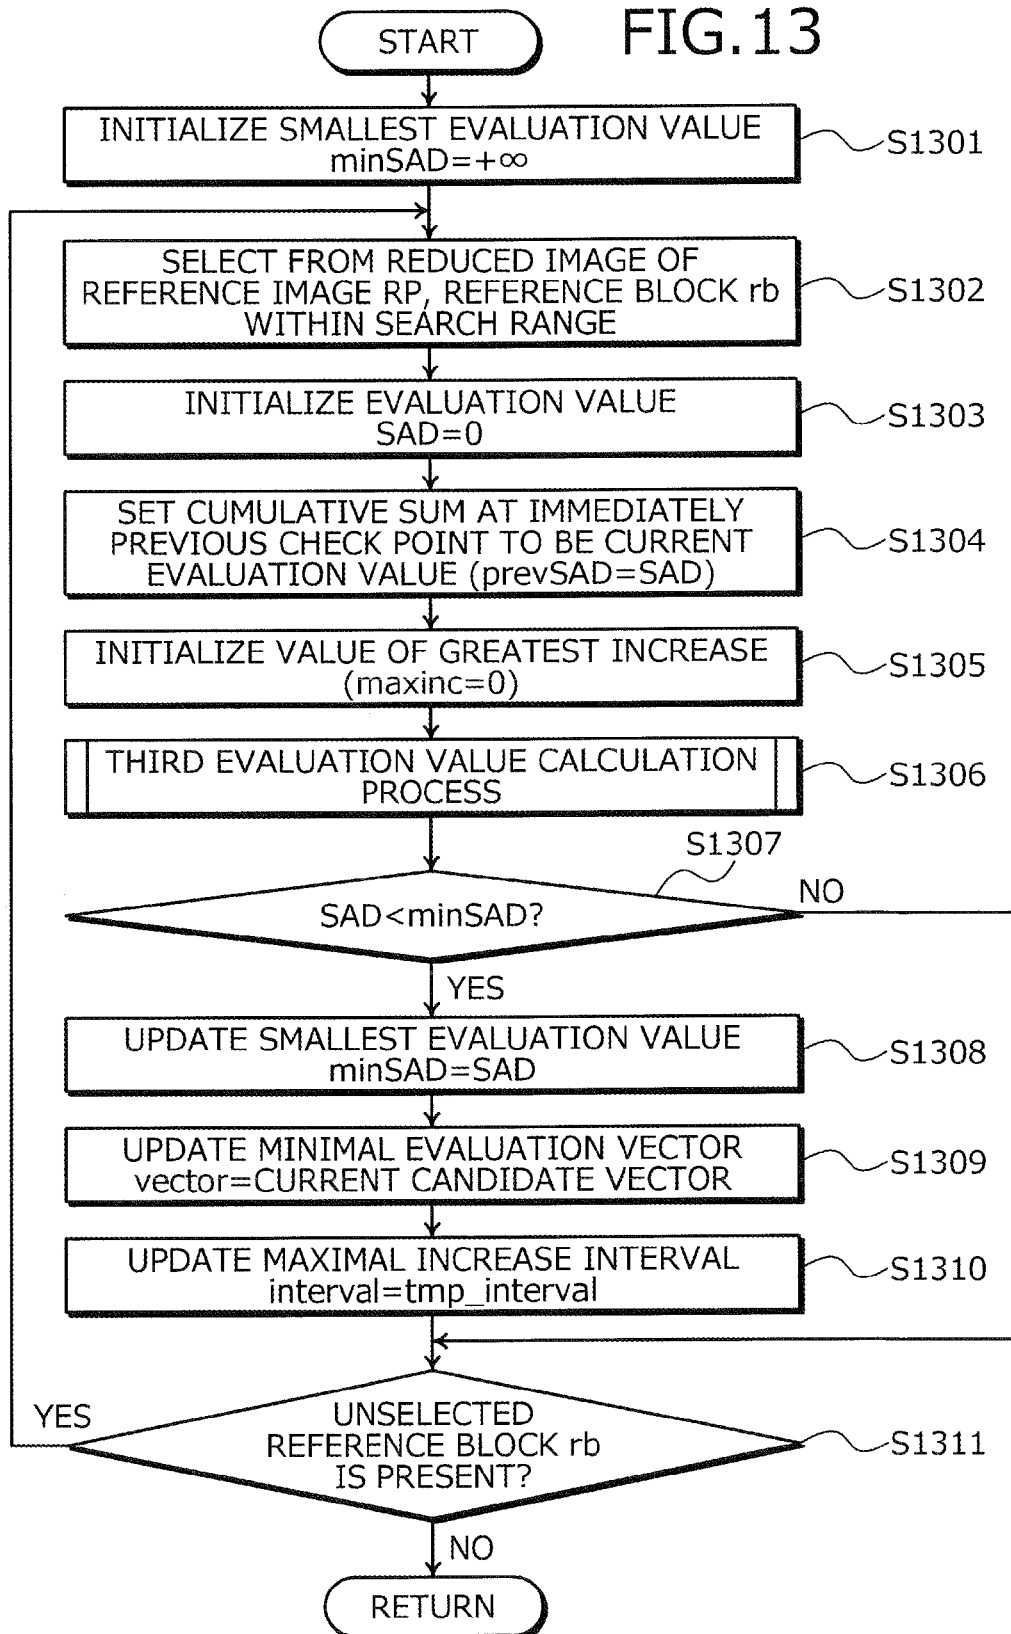 FIG.13
START
INITIALIZE SMALLEST EVALUATION VALUE
minSAD=+∞
S1301
SELECT FROM REDUCED IMAGE OF
REFERENCE IMAGE RP, REFERENCE BLOCK rb
WITHIN SEARCH RANGE
S1302
INITIALIZE EVALUATION VALUE
SAD=0
S1303
SET CUMULATIVE SUM AT IMMEDIATELY
PREVIOUS CHECK POINT TO BE CURRENT
EVALUATION VALUE (prevSAD=SAD)
S1304
INITIALIZE VALUE OF GREATEST INCREASE
(maxinc=0)
S1305
THIRD EVALUATION VALUE CALCULATION
PROCESS
S1306
S1307
SAD<minSAD?
NO
YES
UPDATE SMALLEST EVALUATION VALUE
minSAD=SAD
S1308
UPDATE MINIMAL EVALUATION VECTOR
vector=CURRENT CANDIDATE VECTOR
S1309
UPDATE MAXIMAL INCREASE INTERVAL
interval=tmp_interval
S1310
YES
UNSELECTED
REFERENCE BLOCK rb
IS PRESENT?
S1311
NO
RETURN